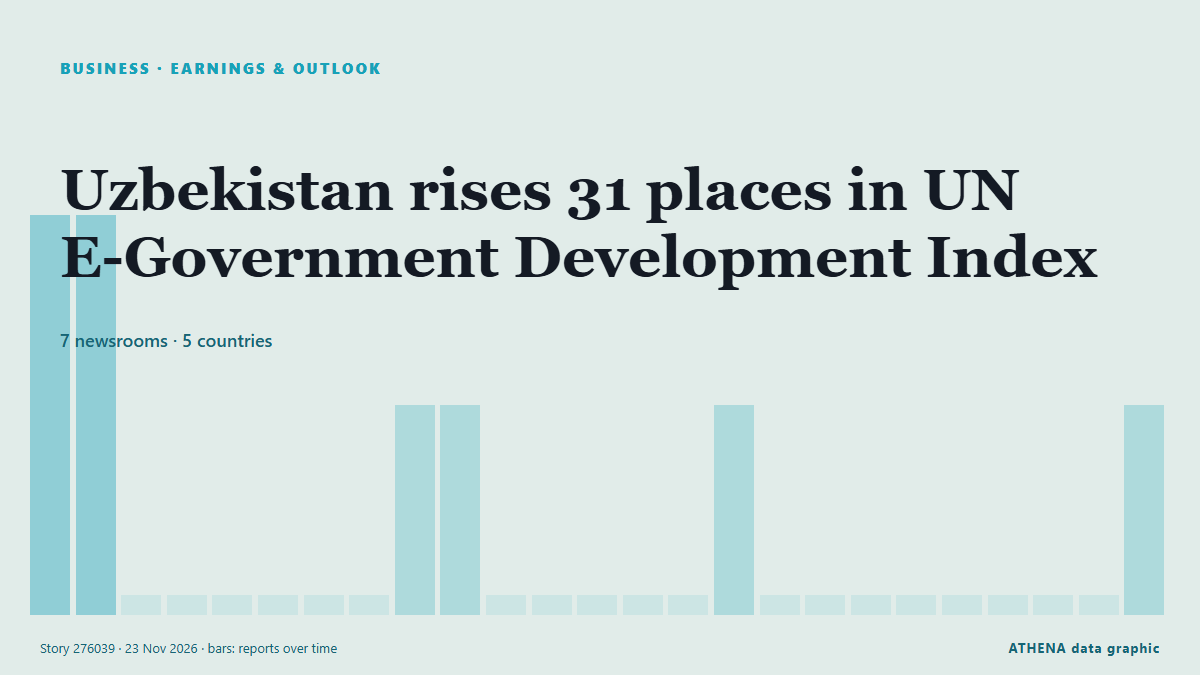 BUSINESS · EARNINGS & OUTLOOK
Uzbekistan rises 31 places in UN
E-Government Development Index
7 newsrooms · 5 countries
Story 276039 · 23 Nov 2026 · bars: reports over time
ATHENA data graphic